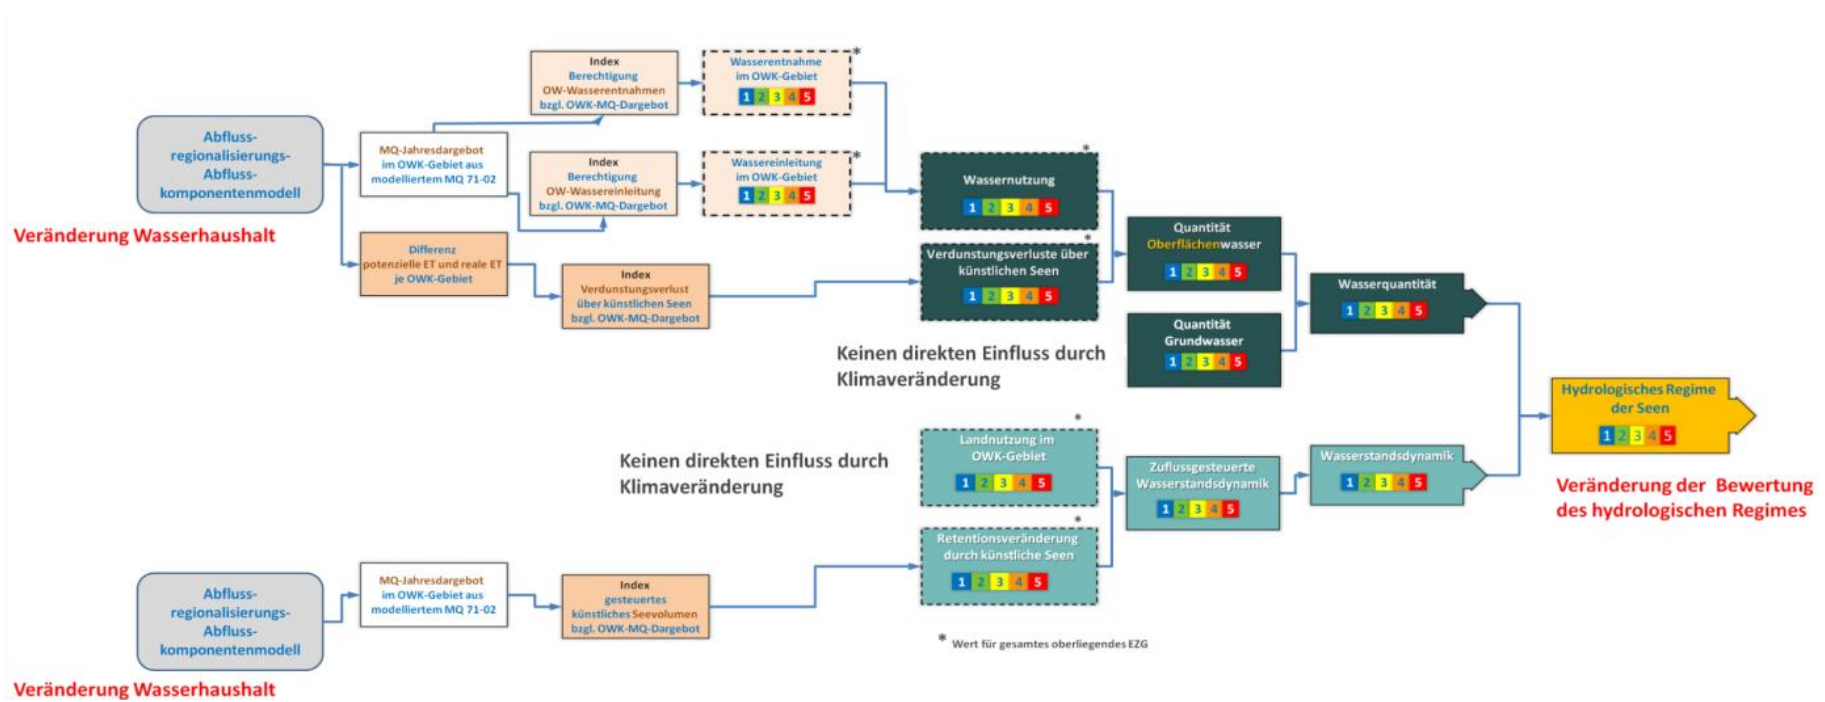 Index
Berechtigung
OW-Wasserentnahmen
bzgl. OWK-MQ-Dargebot
Wasserentnahme
im OWK-Gebiet
1 2 3 4 5
*
Abfluss-
regionalisierungs-
Abfluss-
komponentenmodell
Veränderung Wasserhaushalt
MQ-Jahresdargebot
im OWK-Gebiet aus
modelliertem MQ 71-02
Index
Berechtigung
OW-Wassereinleitung
bzgl. OWK-MQ-Dargebot
Wassereinleitung
im OWK-Gebiet
1 2 3 4 5
*
Differenz
potenzielle ET und reale ET
je OWK-Gebiet
Index
Verdunstungsverlust
über künstlichen Seen
bzgl. OWK-MQ-Dargebot
*
Wassernutzung
1 2 3 4 5
*
Verdunstungsverluste über
künstlichen Seen
1 2 3 4 5
Quantität
Oberflächenwasser
1 2 3 4 5
Quantität
Grundwasser
1 2 3 4 5
Wasserquantität
1 2 3 4 5
Keinen direkten Einfluss durch
Klimaveränderung
Hydrologisches Regime
der Seen
1 2 3 4 5
Veränderung der Bewertung
des hydrologischen Regimes
Keinen direkten Einfluss durch
Klimaveränderung
*
Landnutzung im
OWK-Gebiet
1 2 3 4 5
Zuflussgesteuerte
Wasserstandsdynamik
1 2 3 4 5
Wasserstandsdynamik
1 2 3 4 5
*
Retentionsveränderung
durch künstliche Seen
1 2 3 4 5
Abfluss-
regionalisierungs-
Abfluss-
komponentenmodell
Veränderung Wasserhaushalt
MQ-Jahresdargebot
im OWK-Gebiet aus
modelliertem MQ 71-02
Index
gesteuertes
künstliches Seevolumen
bzgl. OWK-MQ-Dargebot
* Wert für gesamtes oberliegendes EZG